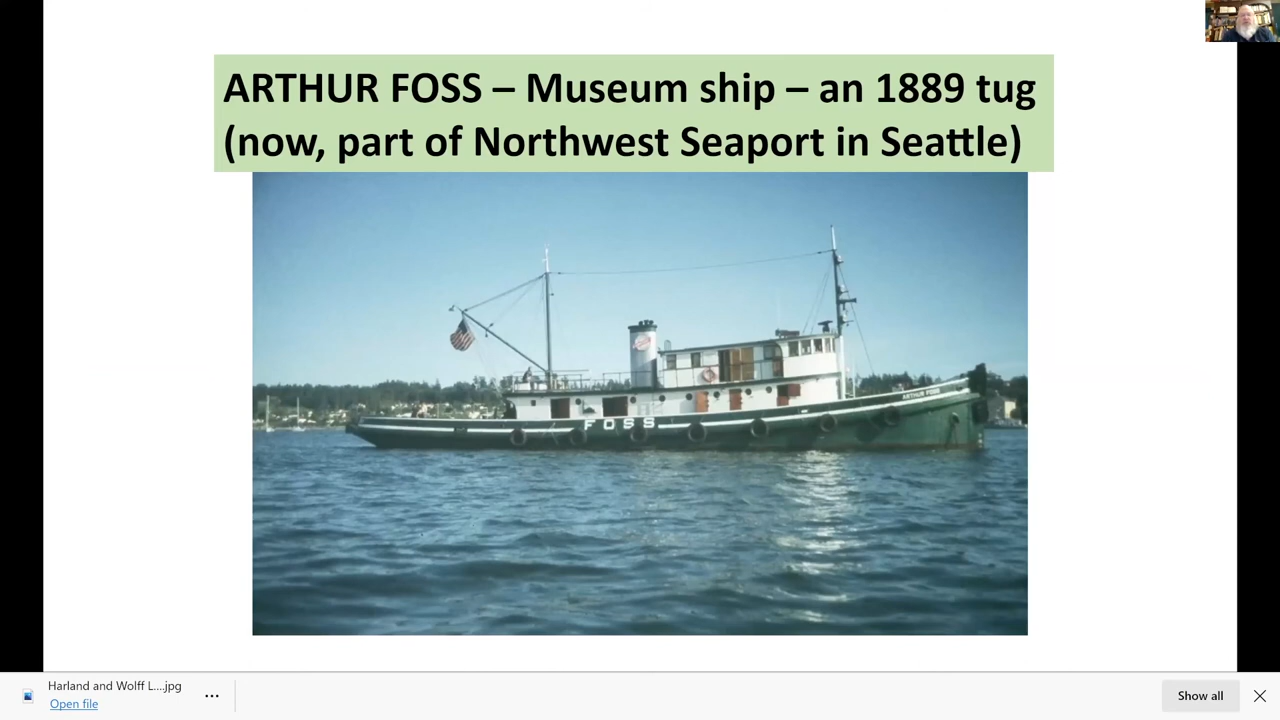 ARTHUR FOSS – Museum ship – an 1889 tug
(now, part of Northwest Seaport in Seattle)
ARTHUR FOSS
FOSS
Harland and Wolff L....jpg
Open file
Show all